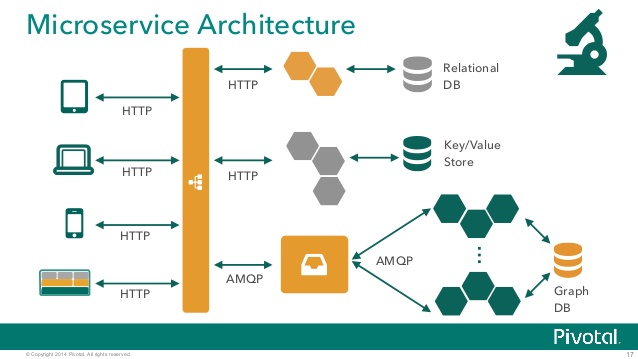 Microservice Architecture
HTTP
HTTP
HTTP
HTTP
HTTP
HTTP
AMQP
AMQP
Relational
DB
Key/Value
Store
...
Graph
DB
Pivotal
© Copyright 2014 Pivotal. All rights reserved.
17